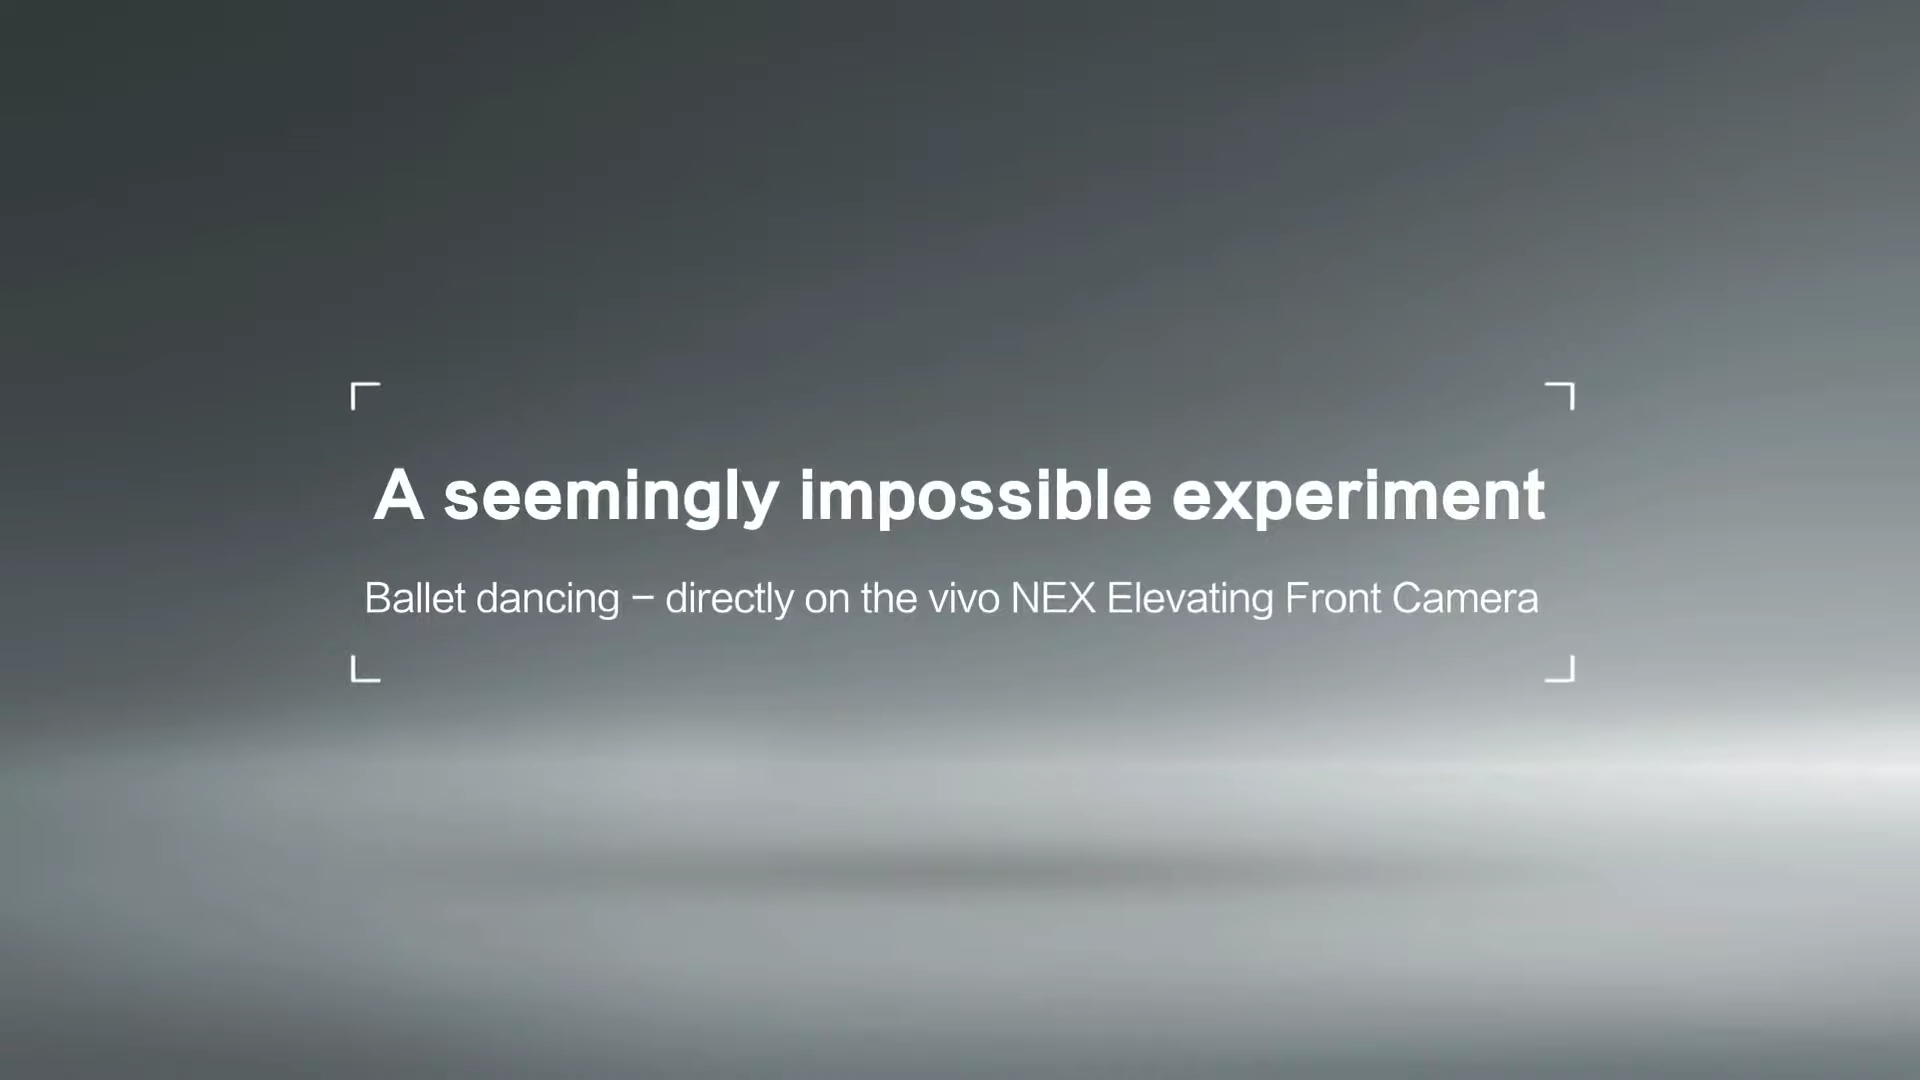 A seemingly impossible experiment
Ballet dancing – directly on the vivo NEX Elevating Front Camera